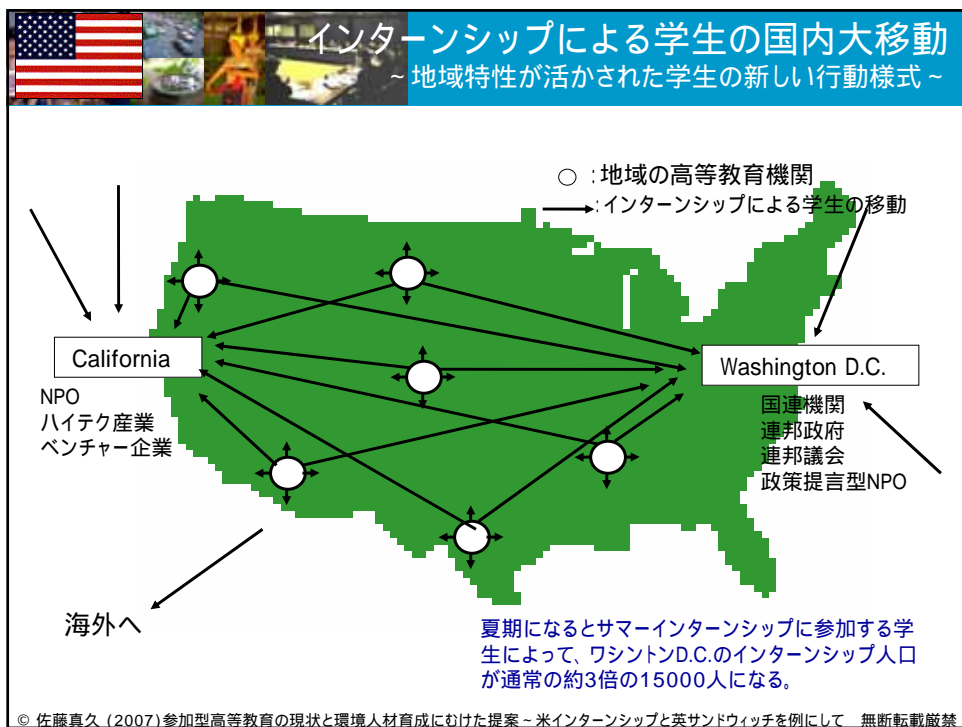 インターンシップによる学生の国内大移動
~地域特性が活かされた学生の新しい行動様式~
○ :地域の高等教育機関
:インターンシップによる学生の移動
California
NPO
ハイテク産業
ベンチャー企業
Washington D.C.
国連機関
連邦政府
連邦議会
政策提言型NPO
海外へ
夏期になるとサマーインターンシップに参加する学
生によって、ワシントンD.C.のインターンシップ人口
が通常の約3倍の15000人になる。
© 佐藤真久 (2007)参加型高等教育の現状と環境人材育成にむけた提案~米インターンシップと英サンドウィッチを例にして 無断転載厳禁